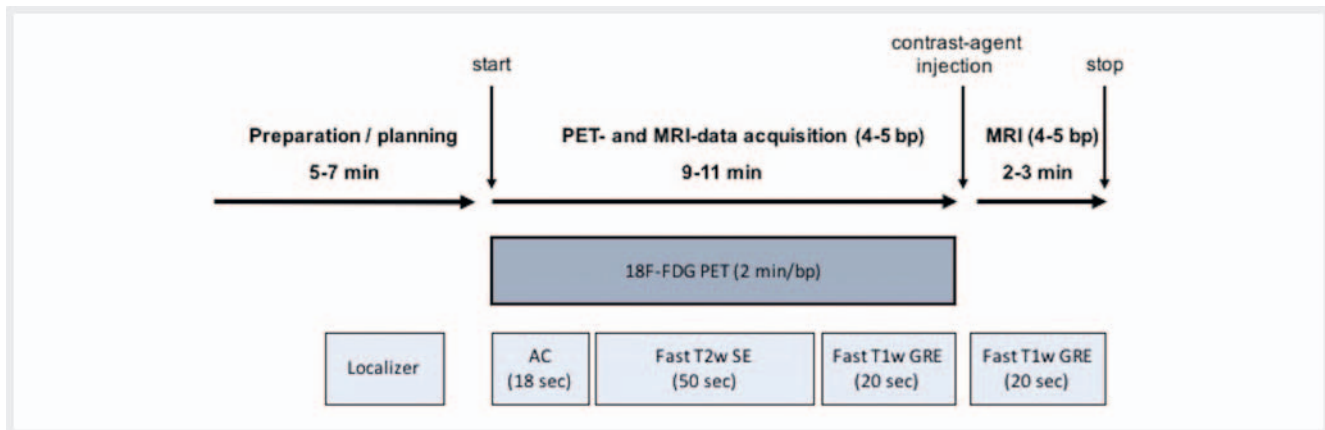 contrast-agent
injection
start
stop
Preparation / planning
PET- and MRI-data acquisition (4-5 bp)
MRI (4-5 bp)
5-7 min
9-11 min
2-3 min
18F-FDG PET (2 min/bp)
Localizer
AC
(18 sec)
Fast T2w SE
(50 sec)
Fast T1w GRE
(20 sec)
Fast T1w GRE
(20 sec)